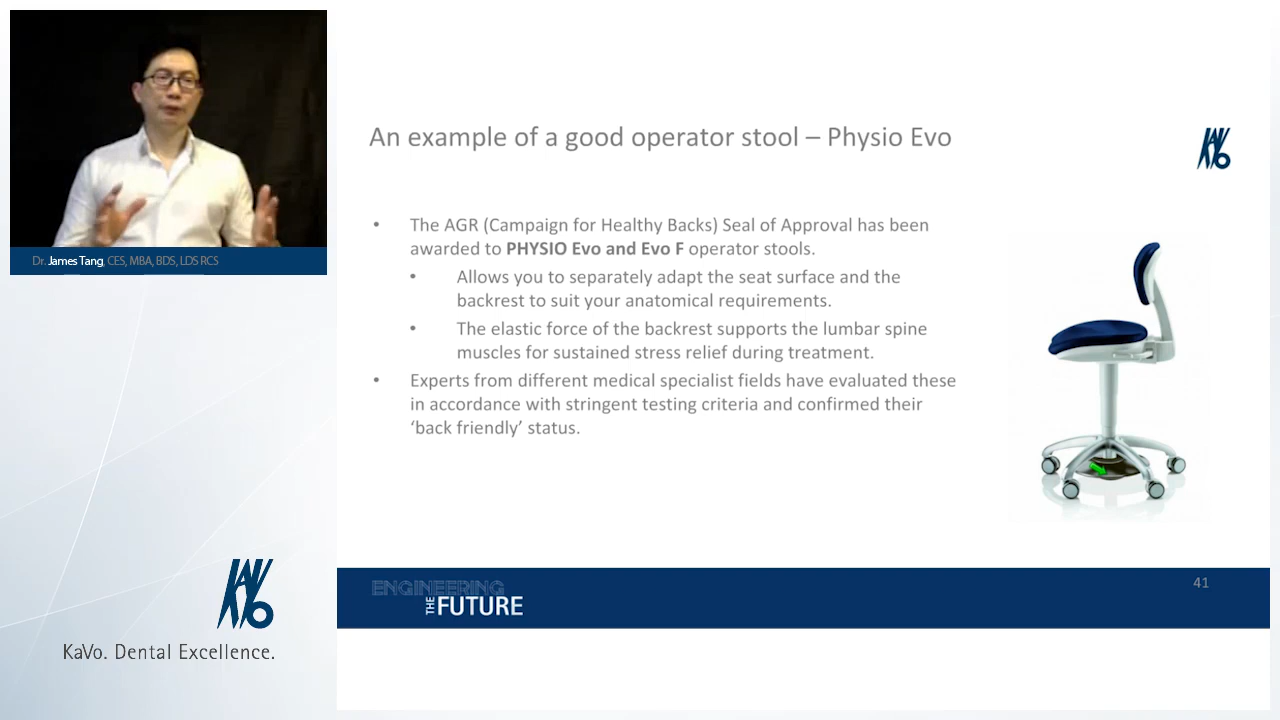 Dr. James Tang, CES, MBA, BDS, LDS RCS
KaVo. Dental Excellence.
An example of a good operator stool – Physio Evo
KAVO
• The AGR (Campaign for Healthy Backs) Seal of Approval has been
awarded to PHYSIO Evo and Evo F operator stools.
• Allows you to separately adapt the seat surface and the
backrest to suit your anatomical requirements.
• The elastic force of the backrest supports the lumbar spine
muscles for sustained stress relief during treatment.
• Experts from different medical specialist fields have evaluated these
in accordance with stringent testing criteria and confirmed their
‘back friendly’ status.
ENGINEERING
THE FUTURE
41
KAVO